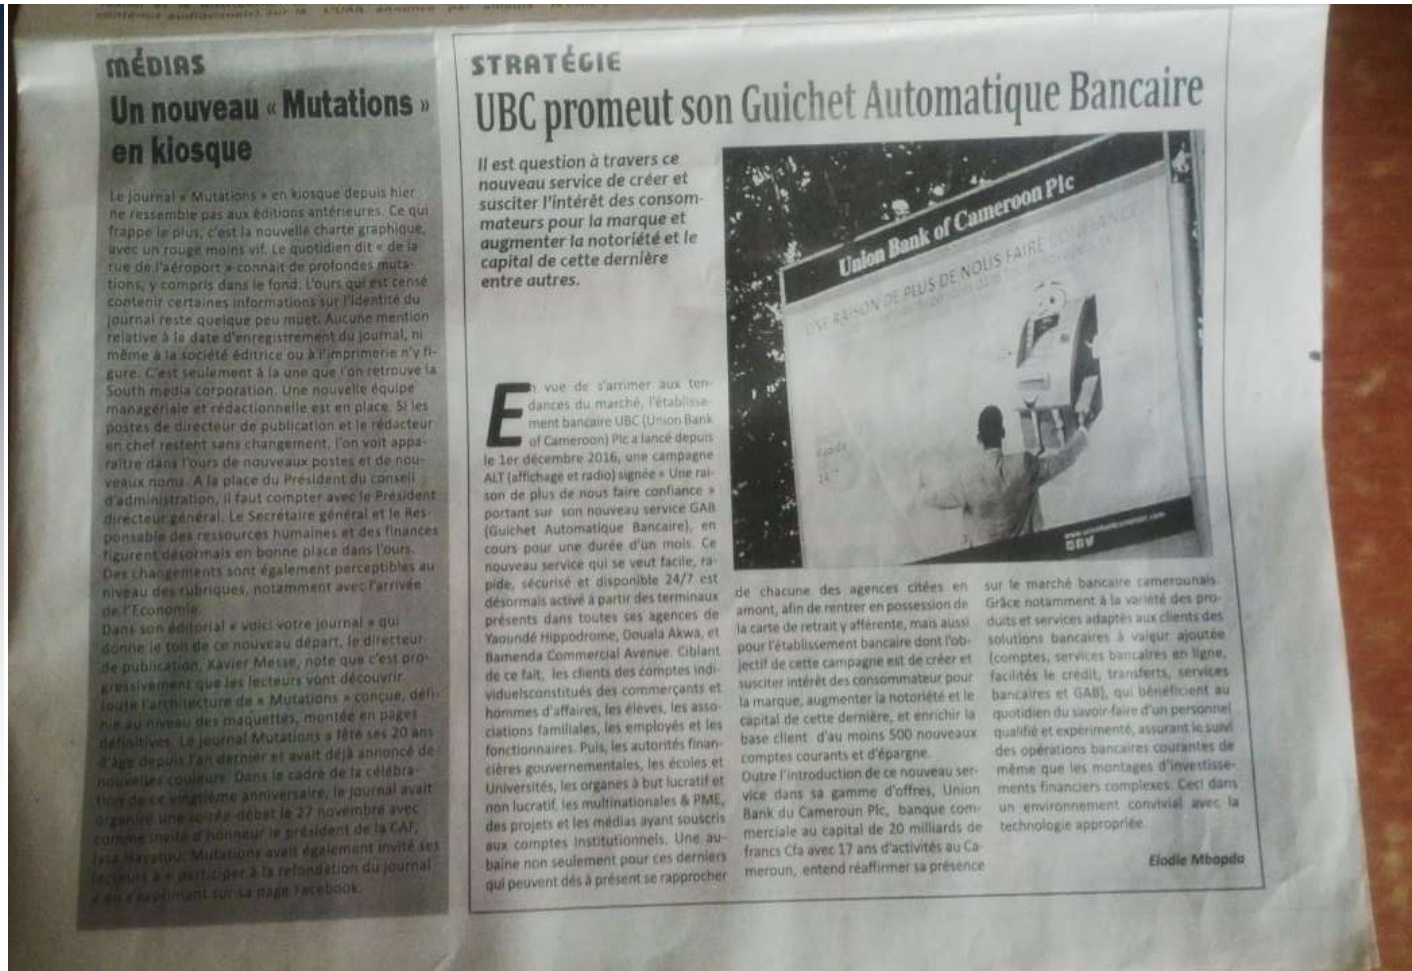 MÉDIAS
Un nouveau « Mutations »
en kiosque
Le journal « Mutations » en kiosque depuis hier
ne ressemble pas aux éditions antérieures. Ce qui
frappe le plus, c'est la nouvelle charte graphique,
avec un rouge moins vif. Le quotidien dit « de la
rue de l'aéroport » connait de profondes muta-
tions, y compris dans le fond. L'ours qui est censé
contenir certaines informations sur l'identité du
journal reste quelque peu muet. Aucune mention
relative à la date d'enregistrement du journal, ni
même à la société éditrice ou à l'imprimerie n'y fi-
gure. C'est seulement à la une que l'on retrouve la
South media corporation. Une nouvelle équipe
managériale et rédactionnelle est en place. Si les
postes de directeur de publication et le rédacteur
en chef restent sans changement, l'on voit appa-
raître dans l'ours de nouveaux postes et de nou-
veaux noms. A la place du Président du conseil
d'administration, il faut compter avec le Président
directeur général. Le Secrétaire général et le Res-
ponsable des ressources humaines et des finances
figurent désormais en bonne place dans l'ours.
Des changements sont également perceptibles au
niveau des rubriques, notamment avec l'arrivée
de l'Economie.
Dans son éditorial « voici votre journal » qui
donne le ton de ce nouveau départ, le directeur
de publication, Xavier Messe, note que c'est pro-
gressivement que les lecteurs vont découvrir
toute l'architecture de « Mutations » conçue, défi-
nie au niveau des maquettes, montée en pages
définitives. Le journal Mutations a fêté ses 20 ans
d'âge depuis l'an dernier et avait déjà annoncé de
nouvelles couleurs. Dans le cadre de la célébra-
tion de ce vingtième anniversaire, le journal avait
organisé une soirée-débat le 27 novembre avec
comme invité d'honneur le président de la CAF,
Issa Hayatou. Mutations avait également invité ses
lecteurs à « participer à la refondation du journal
» en s'exprimant sur sa page Facebook.
STRATÉGIE
UBC promeut son Guichet Automatique Bancaire
Il est question à travers ce
nouveau service de créer et
susciter l'intérêt des consom-
mateurs pour la marque et
augmenter la notoriété et le
capital de cette dernière
entre autres.
Union Bank of Cameroon Plc
UNE RAISON DE PLUS DE NOUS FAIRE CONFIANCE
En vue de s'arrimer aux ten-
dances du marché, l'établisse-
ment bancaire UBC (Union Bank
of Cameroon) Plc a lancé depuis
le 1er décembre 2016, une campagne
ALT (affichage et radio) signée « Une rai-
son de plus de nous faire confiance »
portant sur son nouveau service GAB
(Guichet Automatique Bancaire), en
cours pour une durée d'un mois. Ce
nouveau service qui se veut facile, ra-
pide, sécurisé et disponible 24/7 est
désormais activé à partir des terminaux
présents dans toutes ses agences de
Yaoundé Hippodrome, Douala Akwa, et
Bamenda Commercial Avenue. Ciblant
de ce fait, les clients des comptes indi-
viduelsconstitués des commerçants et
hommes d'affaires, les élèves, les asso-
ciations familiales, les employés et les
fonctionnaires. Puis, les autorités finan-
cières gouvernementales, les écoles et
Universités, les organes à but lucratif et
non lucratif, les multinationales & PME,
des projets et les médias ayant souscris
aux comptes Institutionnels. Une au-
baine non seulement pour ces derniers
qui peuvent dés à présent se rapprocher
de chacune des agences citées en
amont, afin de rentrer en possession de
la carte de retrait y afférente, mais aussi
pour l'établissement bancaire dont l'ob-
jectif de cette campagne est de créer et
susciter intérêt des consommateur pour
la marque, augmenter la notoriété et le
capital de cette dernière, et enrichir la
base client d'au moins 500 nouveaux
comptes courants et d'épargne.
Outre l'introduction de ce nouveau ser-
vice dans sa gamme d'offres, Union
Bank du Cameroun Plc, banque com-
merciale au capital de 20 milliards de
francs Cfa avec 17 ans d'activités au Ca-
meroun, entend réaffirmer sa présence
sur le marché bancaire camerounais.
Grâce notamment à la variété des pro-
duits et services adaptés aux clients des
solutions bancaires à valeur ajoutée
(comptes, services bancaires en ligne,
facilités le crédit, transferts, services
bancaires et GAB), qui bénéficient au
quotidien du savoir-faire d'un personnel
qualifié et expérimenté, assurant le suivi
des opérations bancaires courantes de
même que les montages d'investisse-
ments financiers complexes. Ceci dans
un environnement convivial avec la
technologie appropriée.
Elodie Mbapda